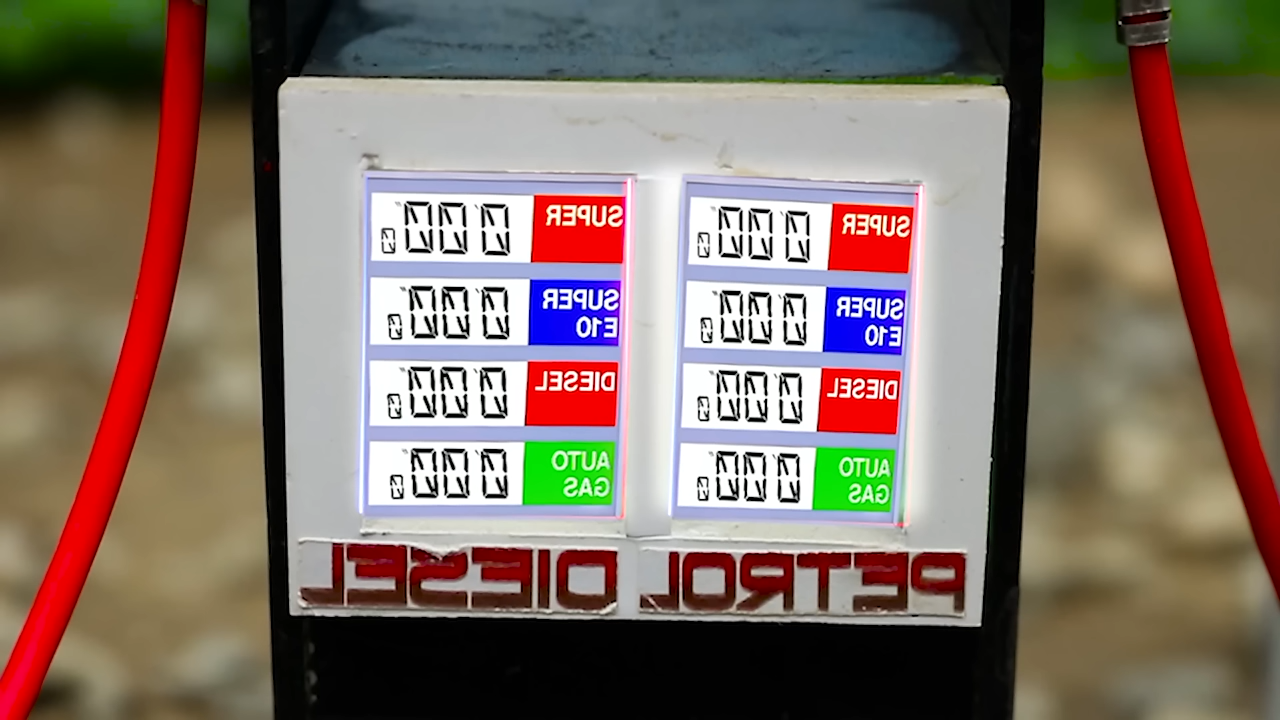 SUPER 0.000
SUPER E10 0.000
DIESEL 0.000
AUTO GAS 0.000
SUPER 0.000
SUPER E10 0.000
DIESEL 0.000
AUTO GAS 0.000
PETROL DIESEL